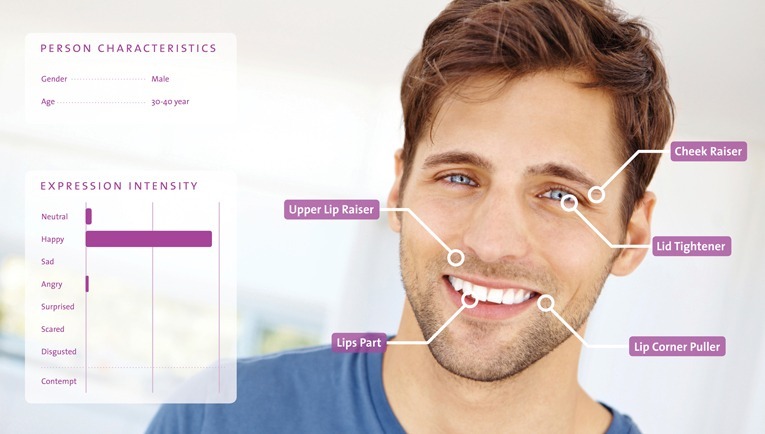 PERSON CHARACTERISTICS
Gender Male
Age 30-40 year
EXPRESSION INTENSITY
Neutral
Happy
Sad
Angry
Surprised
Scared
Disgusted
Contempt
Cheek Raiser
Upper Lip Raiser
Lid Tightener
Lips Part
Lip Corner Puller